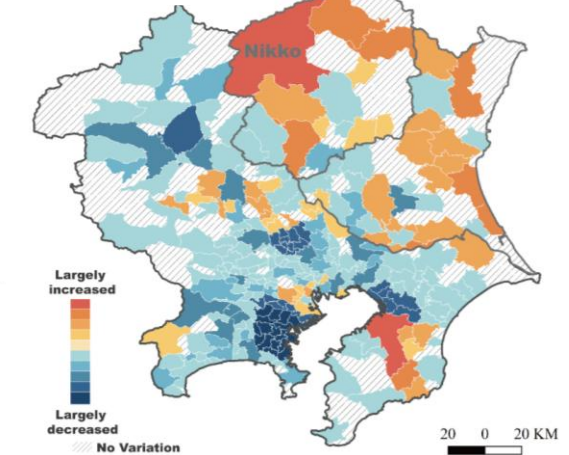 Nikko
Largely
increased
Largely
decreased
No Variation
20 0 20 KM